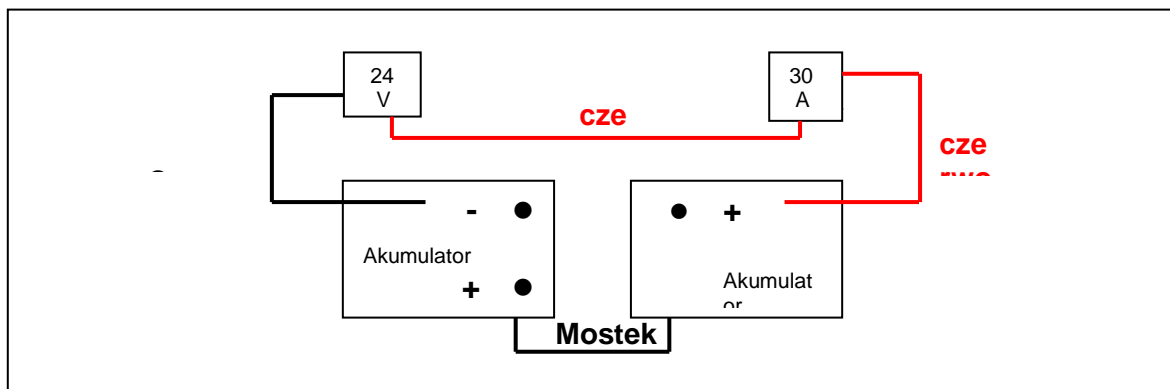 24
V
30
A
cze
cze
-
+
Akumulator
+
Akumulat
Mostek